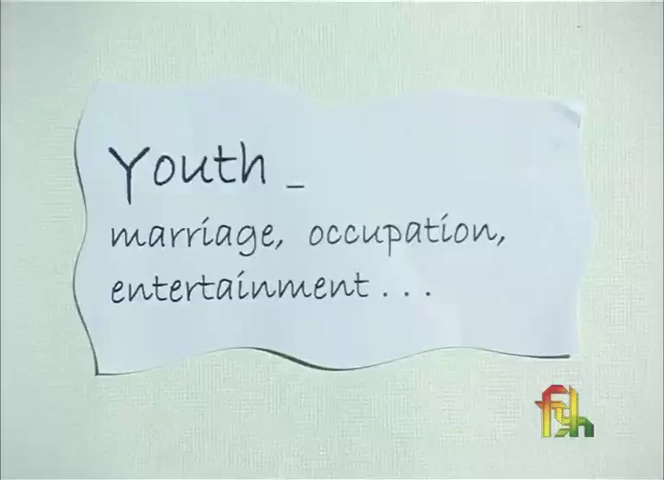 Youth _
marriage, occupation,
entertainment . . .